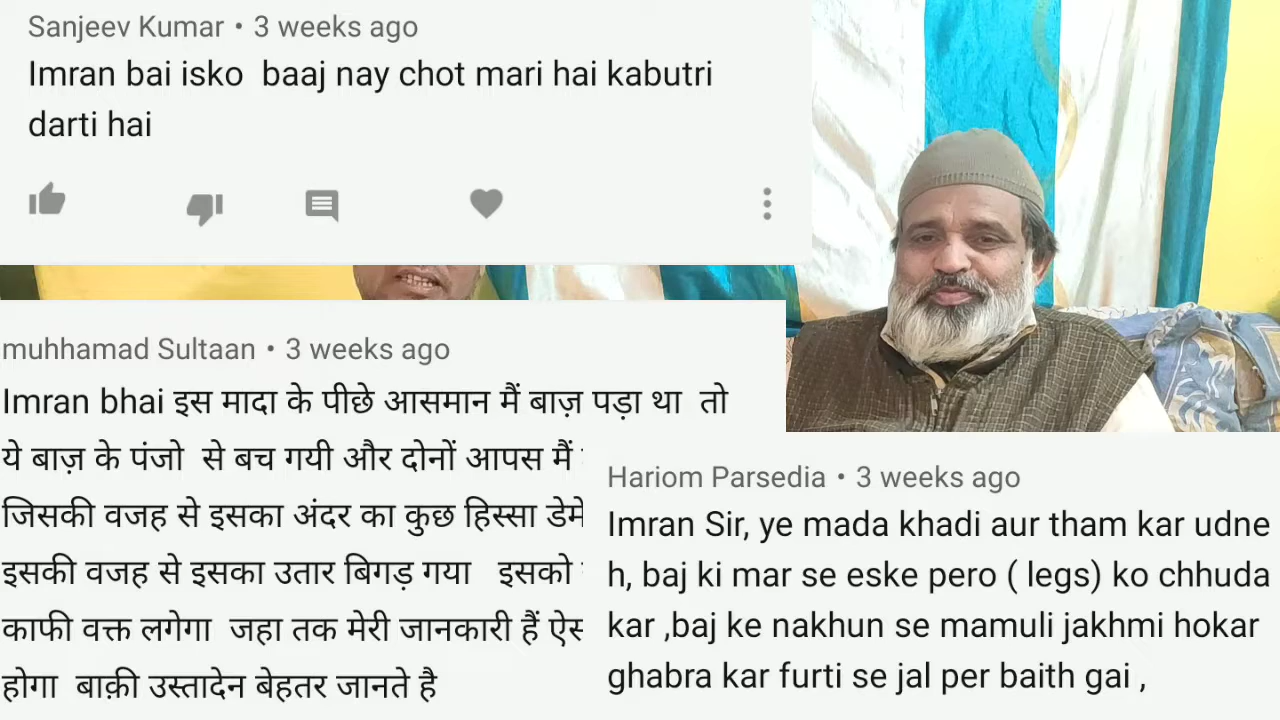 Sanjeev Kumar • 3 weeks ago
Imran bai isko baaj nay chot mari hai kabutri
darti hai
muhhamad Sultaan • 3 weeks ago
Imran bhai इस मादा के पीछे आसमान मैं बाज़ पड़ा था तो
ये बाज़ के पंजो से बच गयी और दोनों आपस मैं
जिसकी वजह से इसका अंदर का कुछ हिस्सा डेमे
इसकी वजह से इसका उतार बिगड़ गया इसको
काफी वक्त लगेगा जहा तक मेरी जानकारी हैं
होगा बाक़ी उस्तादेन बेहतर जानते है
Hariom Parsedia • 3 weeks ago
Imran Sir, ye mada khadi aur tham kar udne
h, baj ki mar se eske pero ( legs) ko chhuda
kar ,baj ke nakhun se mamuli jakhmi hokar
ghabra kar furti se jal per baith gai ,